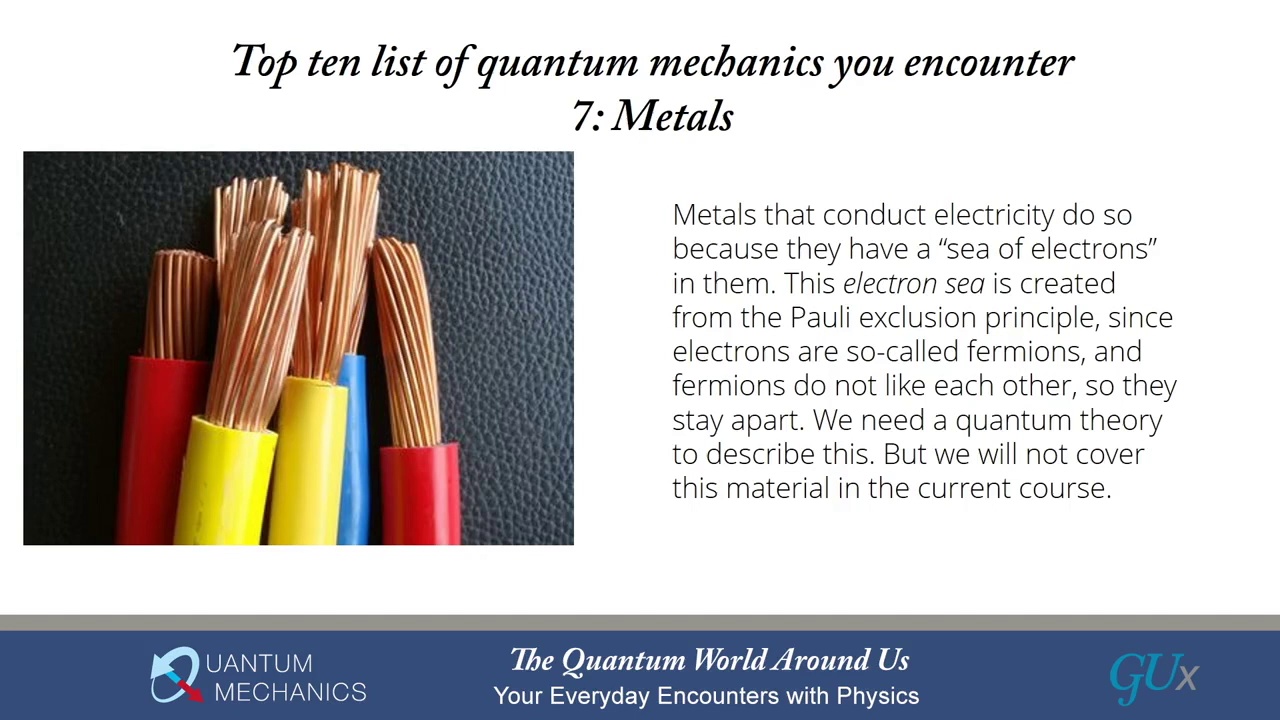 Top ten list of quantum mechanics you encounter
7: Metals
Metals that conduct electricity do so
because they have a “sea of electrons”
in them. This electron sea is created
from the Pauli exclusion principle, since
electrons are so-called fermions, and
fermions do not like each other, so they
stay apart. We need a quantum theory
to describe this. But we will not cover
this material in the current course.
QUANTUM
MECHANICS
The Quantum World Around Us
Your Everyday Encounters with Physics
GUx